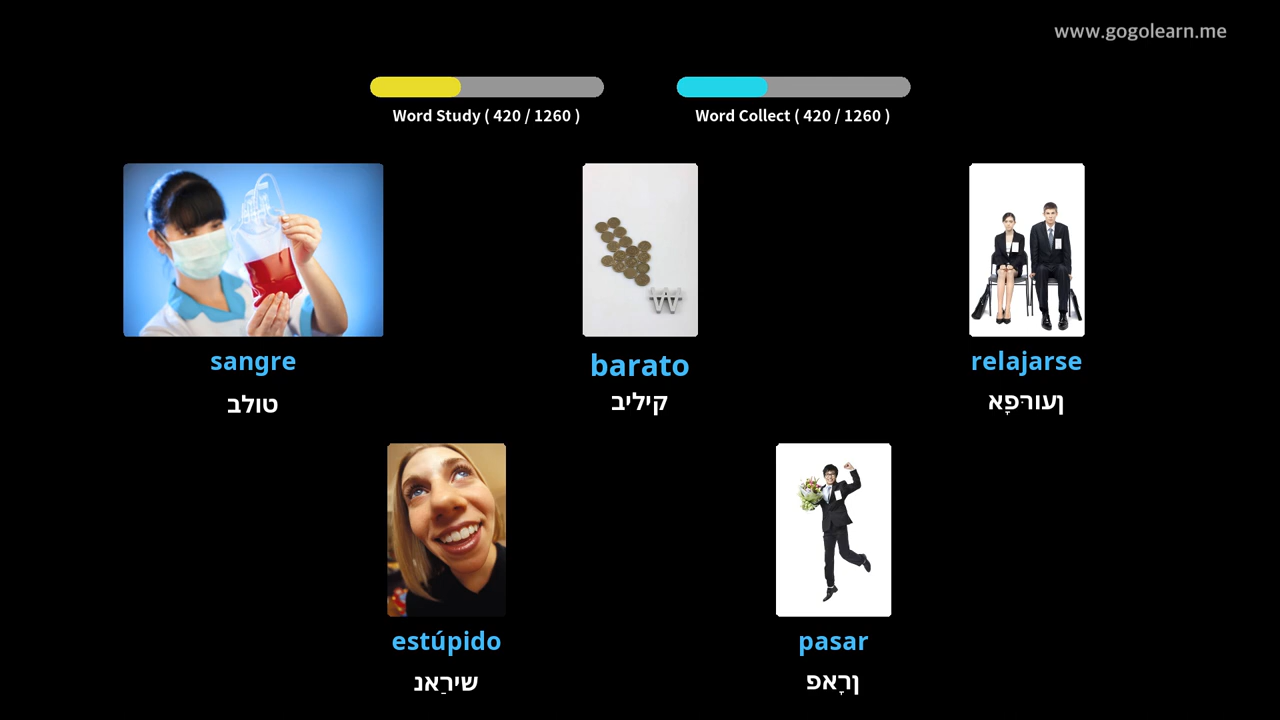 www.gogolearn.me
Word Study ( 420 / 1260 )
Word Collect ( 420 / 1260 )
sangre
טולב
barato
קיליב
relajarse
ןעורּפָא
estúpido
שירַאנ
pasar
ןרָאפ